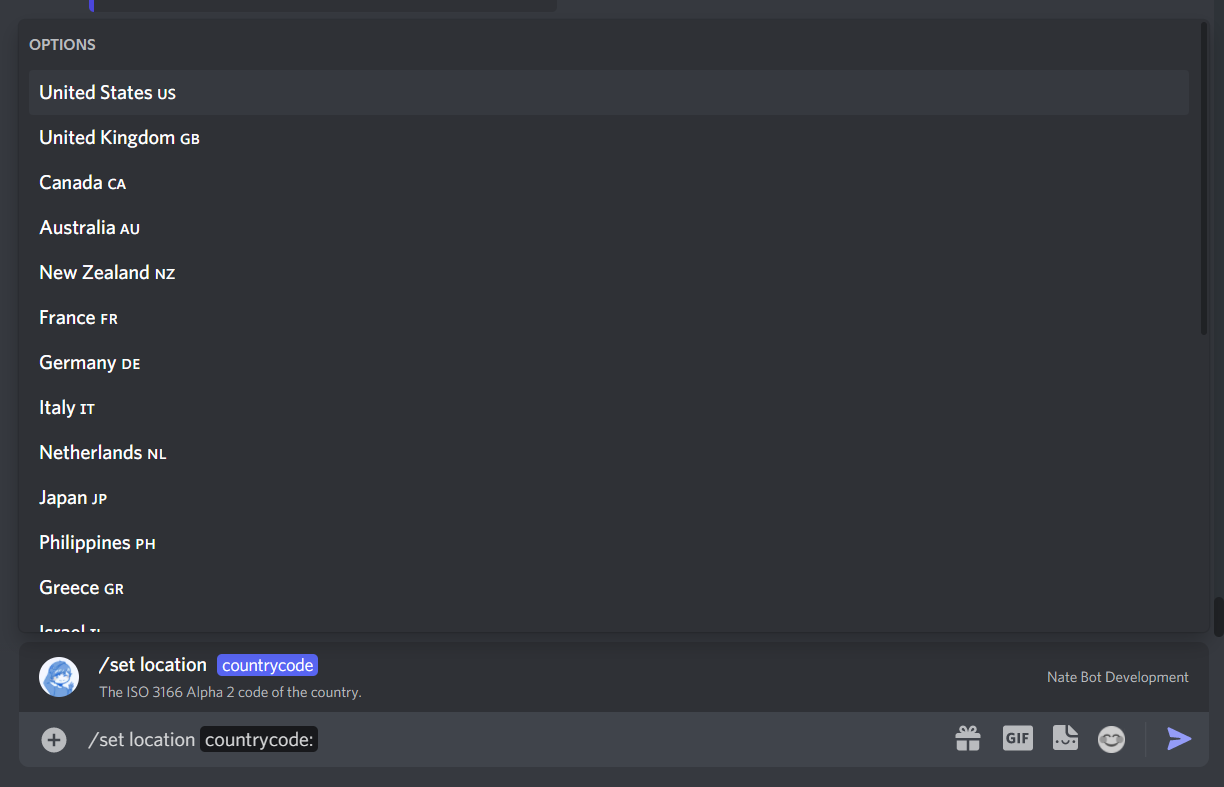 OPTIONS
United States US
United Kingdom GB
Canada CA
Australia AU
New Zealand NZ
France FR
Germany DE
Italy IT
Netherlands NL
Japan JP
Philippines PH
Greece GR
Israel IL
/set location countrycode
The ISO 3166 Alpha 2 code of the country.
Nate Bot Development
/set location countrycode:
GIF